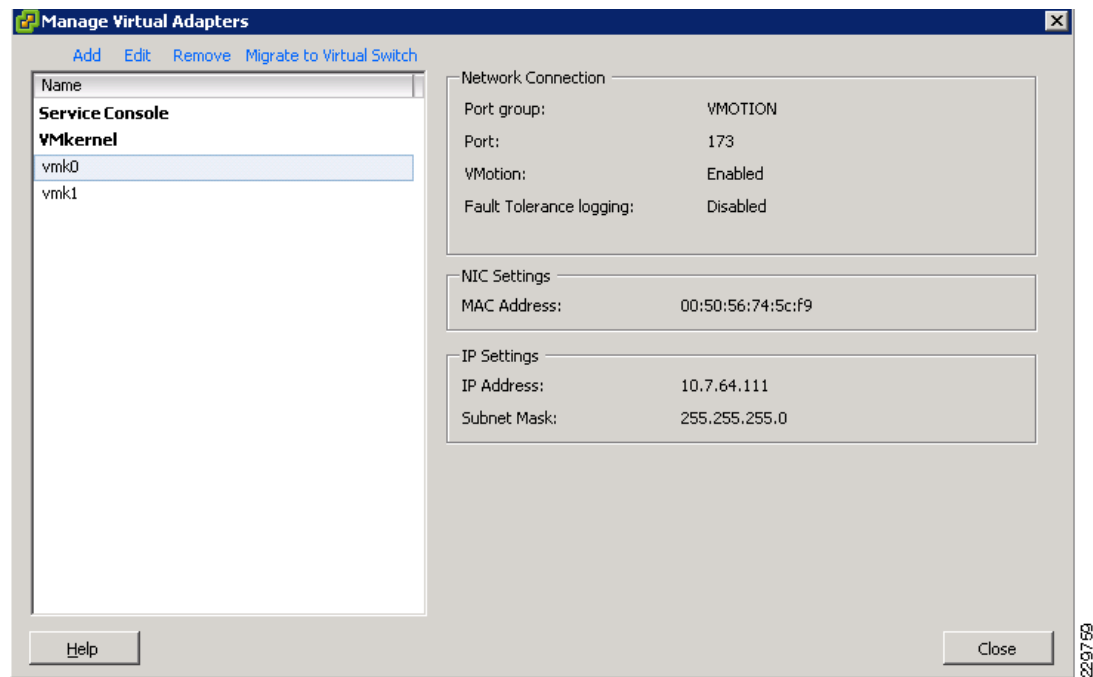 Manage Virtual Adapters
Add Edit Remove Migrate to Virtual Switch
Name
Service Console
VMkernel
vmk0
vmk1
Network Connection
Port group: VMOTION
Port: 173
VMotion: Enabled
Fault Tolerance logging: Disabled
NIC Settings
MAC Address: 00:50:56:74:5c:f9
IP Settings
IP Address: 10.7.64.111
Subnet Mask: 255.255.255.0
Help
Close
229759